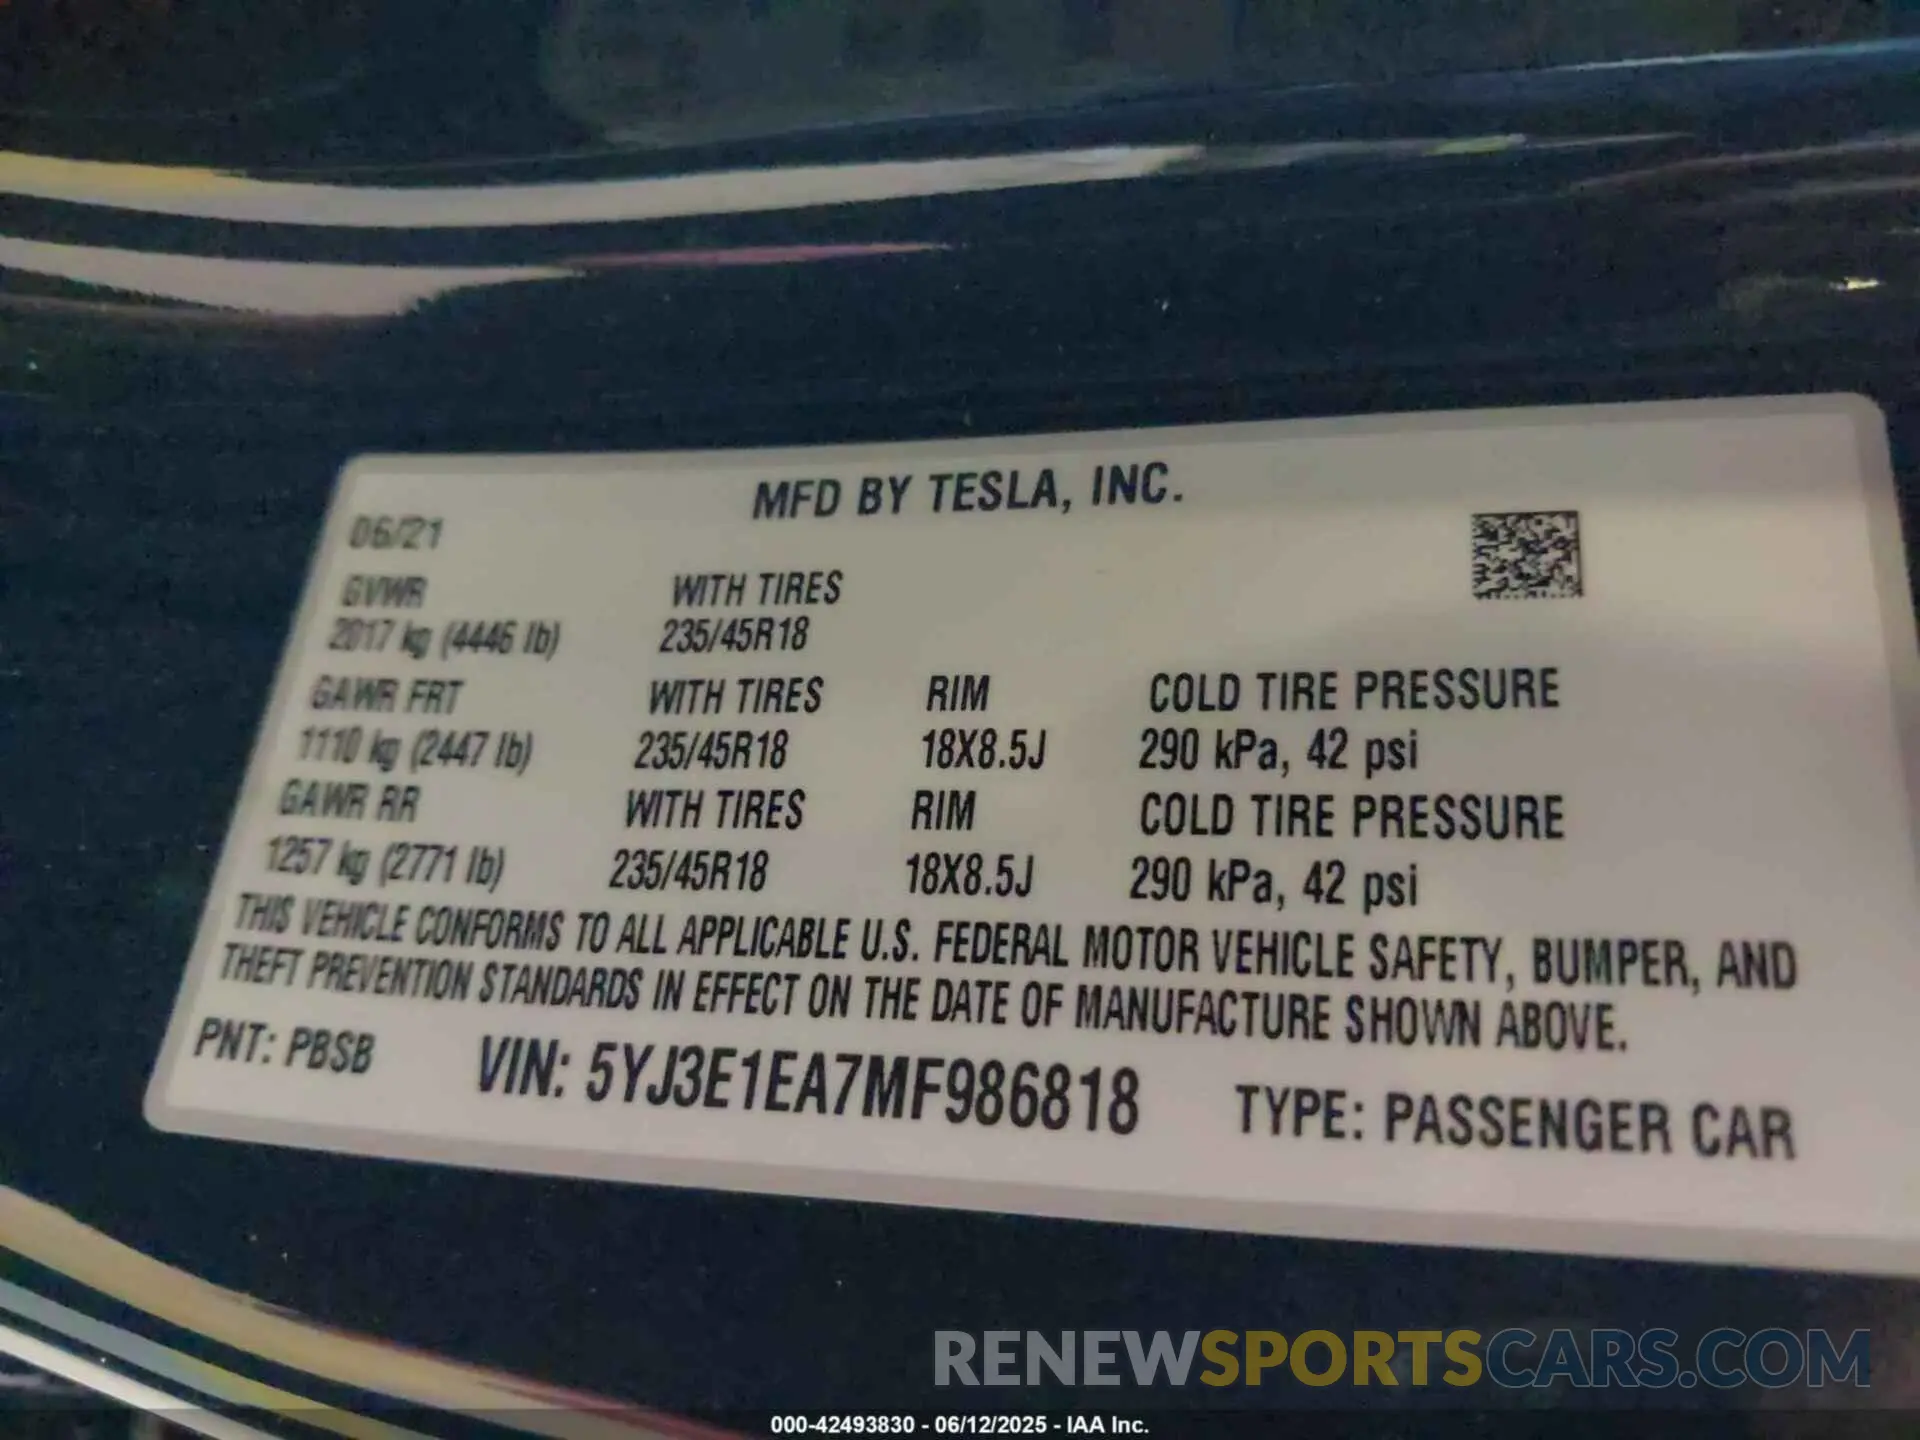 MFD BY TESLA, INC.
06/21
GVWR WITH TIRES
2017 kg (4446 lb) 235/45R18
GAWR FRT WITH TIRES RIM COLD TIRE PRESSURE
1110 kg (2447 lb) 235/45R18 18X8.5J 290 kPa, 42 psi
GAWR RR WITH TIRES RIM COLD TIRE PRESSURE
1257 kg (2771 lb) 235/45R18 18X8.5J 290 kPa, 42 psi
THIS VEHICLE CONFORMS TO ALL APPLICABLE U.S. FEDERAL MOTOR VEHICLE SAFETY, BUMPER, AND
THEFT PREVENTION STANDARDS IN EFFECT ON THE DATE OF MANUFACTURE SHOWN ABOVE.
PNT: PBSB VIN: 5YJ3E1EA7MF986818 TYPE: PASSENGER CAR
RENEWSPORTSCARS.COM
000-42493830 - 06/12/2025 - IAA Inc.